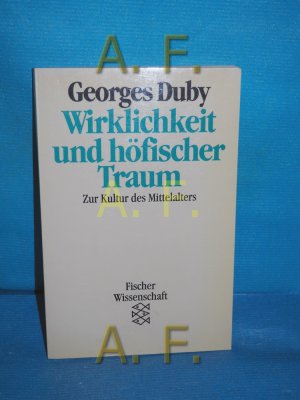 A. F.
Georges Duby
Wirklichkeit
und höfischer
Traum
Zur Kultur des Mittelalters
A. F.
Fischer
Wissenschaft
A. F.